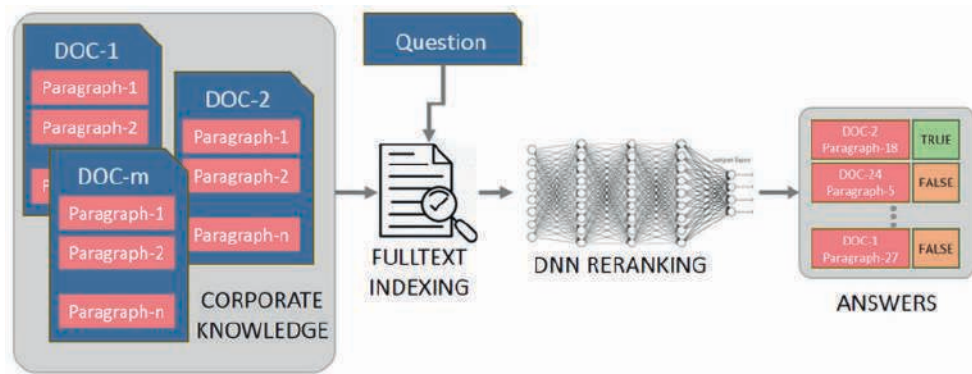 DOC-1
Paragraph-1
Paragraph-2
DOC-2
Paragraph-1
Paragraph-2
Paragraph-n
DOC-m
Paragraph-1
Paragraph-2
Paragraph-n
CORPORATE
KNOWLEDGE
Question
FULLTEXT
INDEXING
DNN RERANKING
DOC-2
Paragraph-18
TRUE
DOC-24
Paragraph-5
FALSE
DOC-1
Paragraph-27
FALSE
ANSWERS